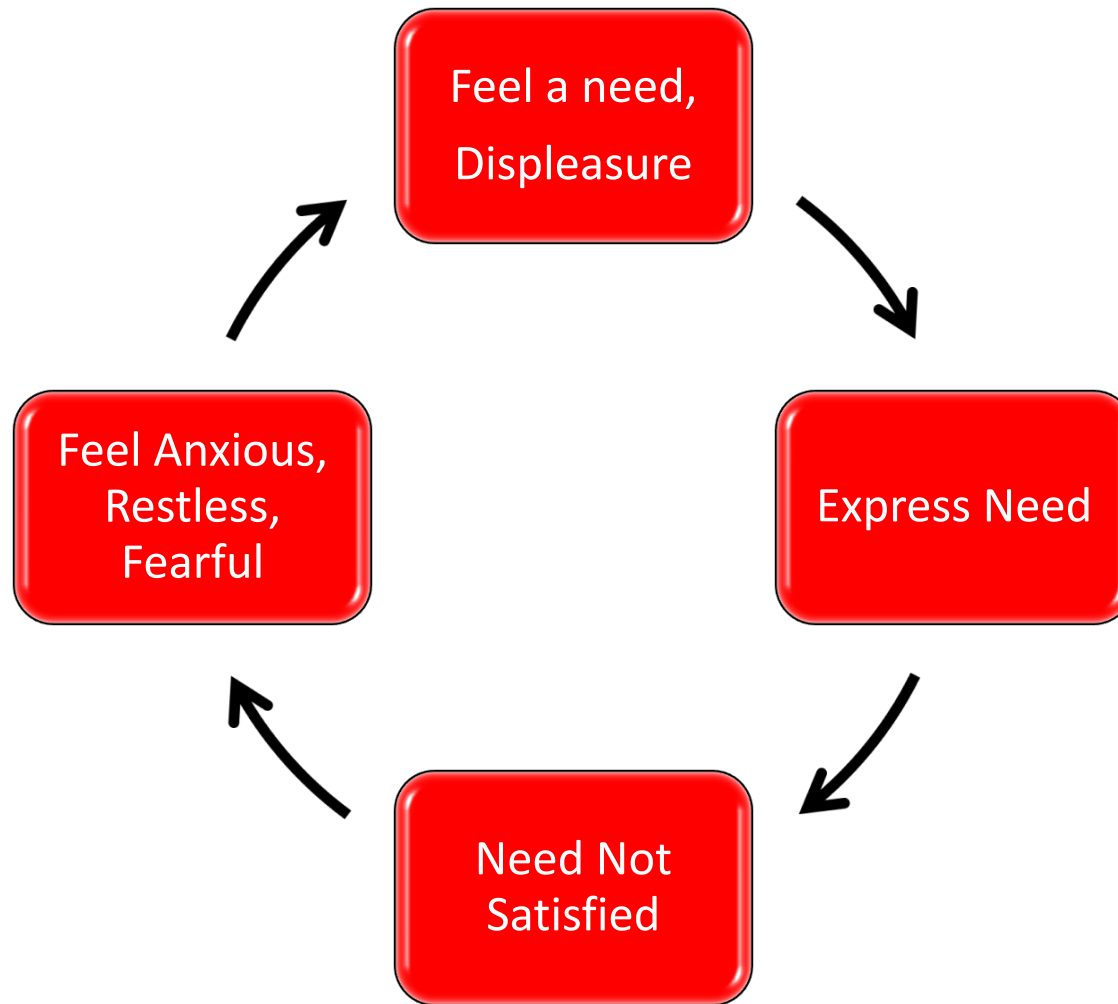 Feel a need,
Displeasure
Express Need
Need Not
Satisfied
Feel Anxious,
Restless,
Fearful